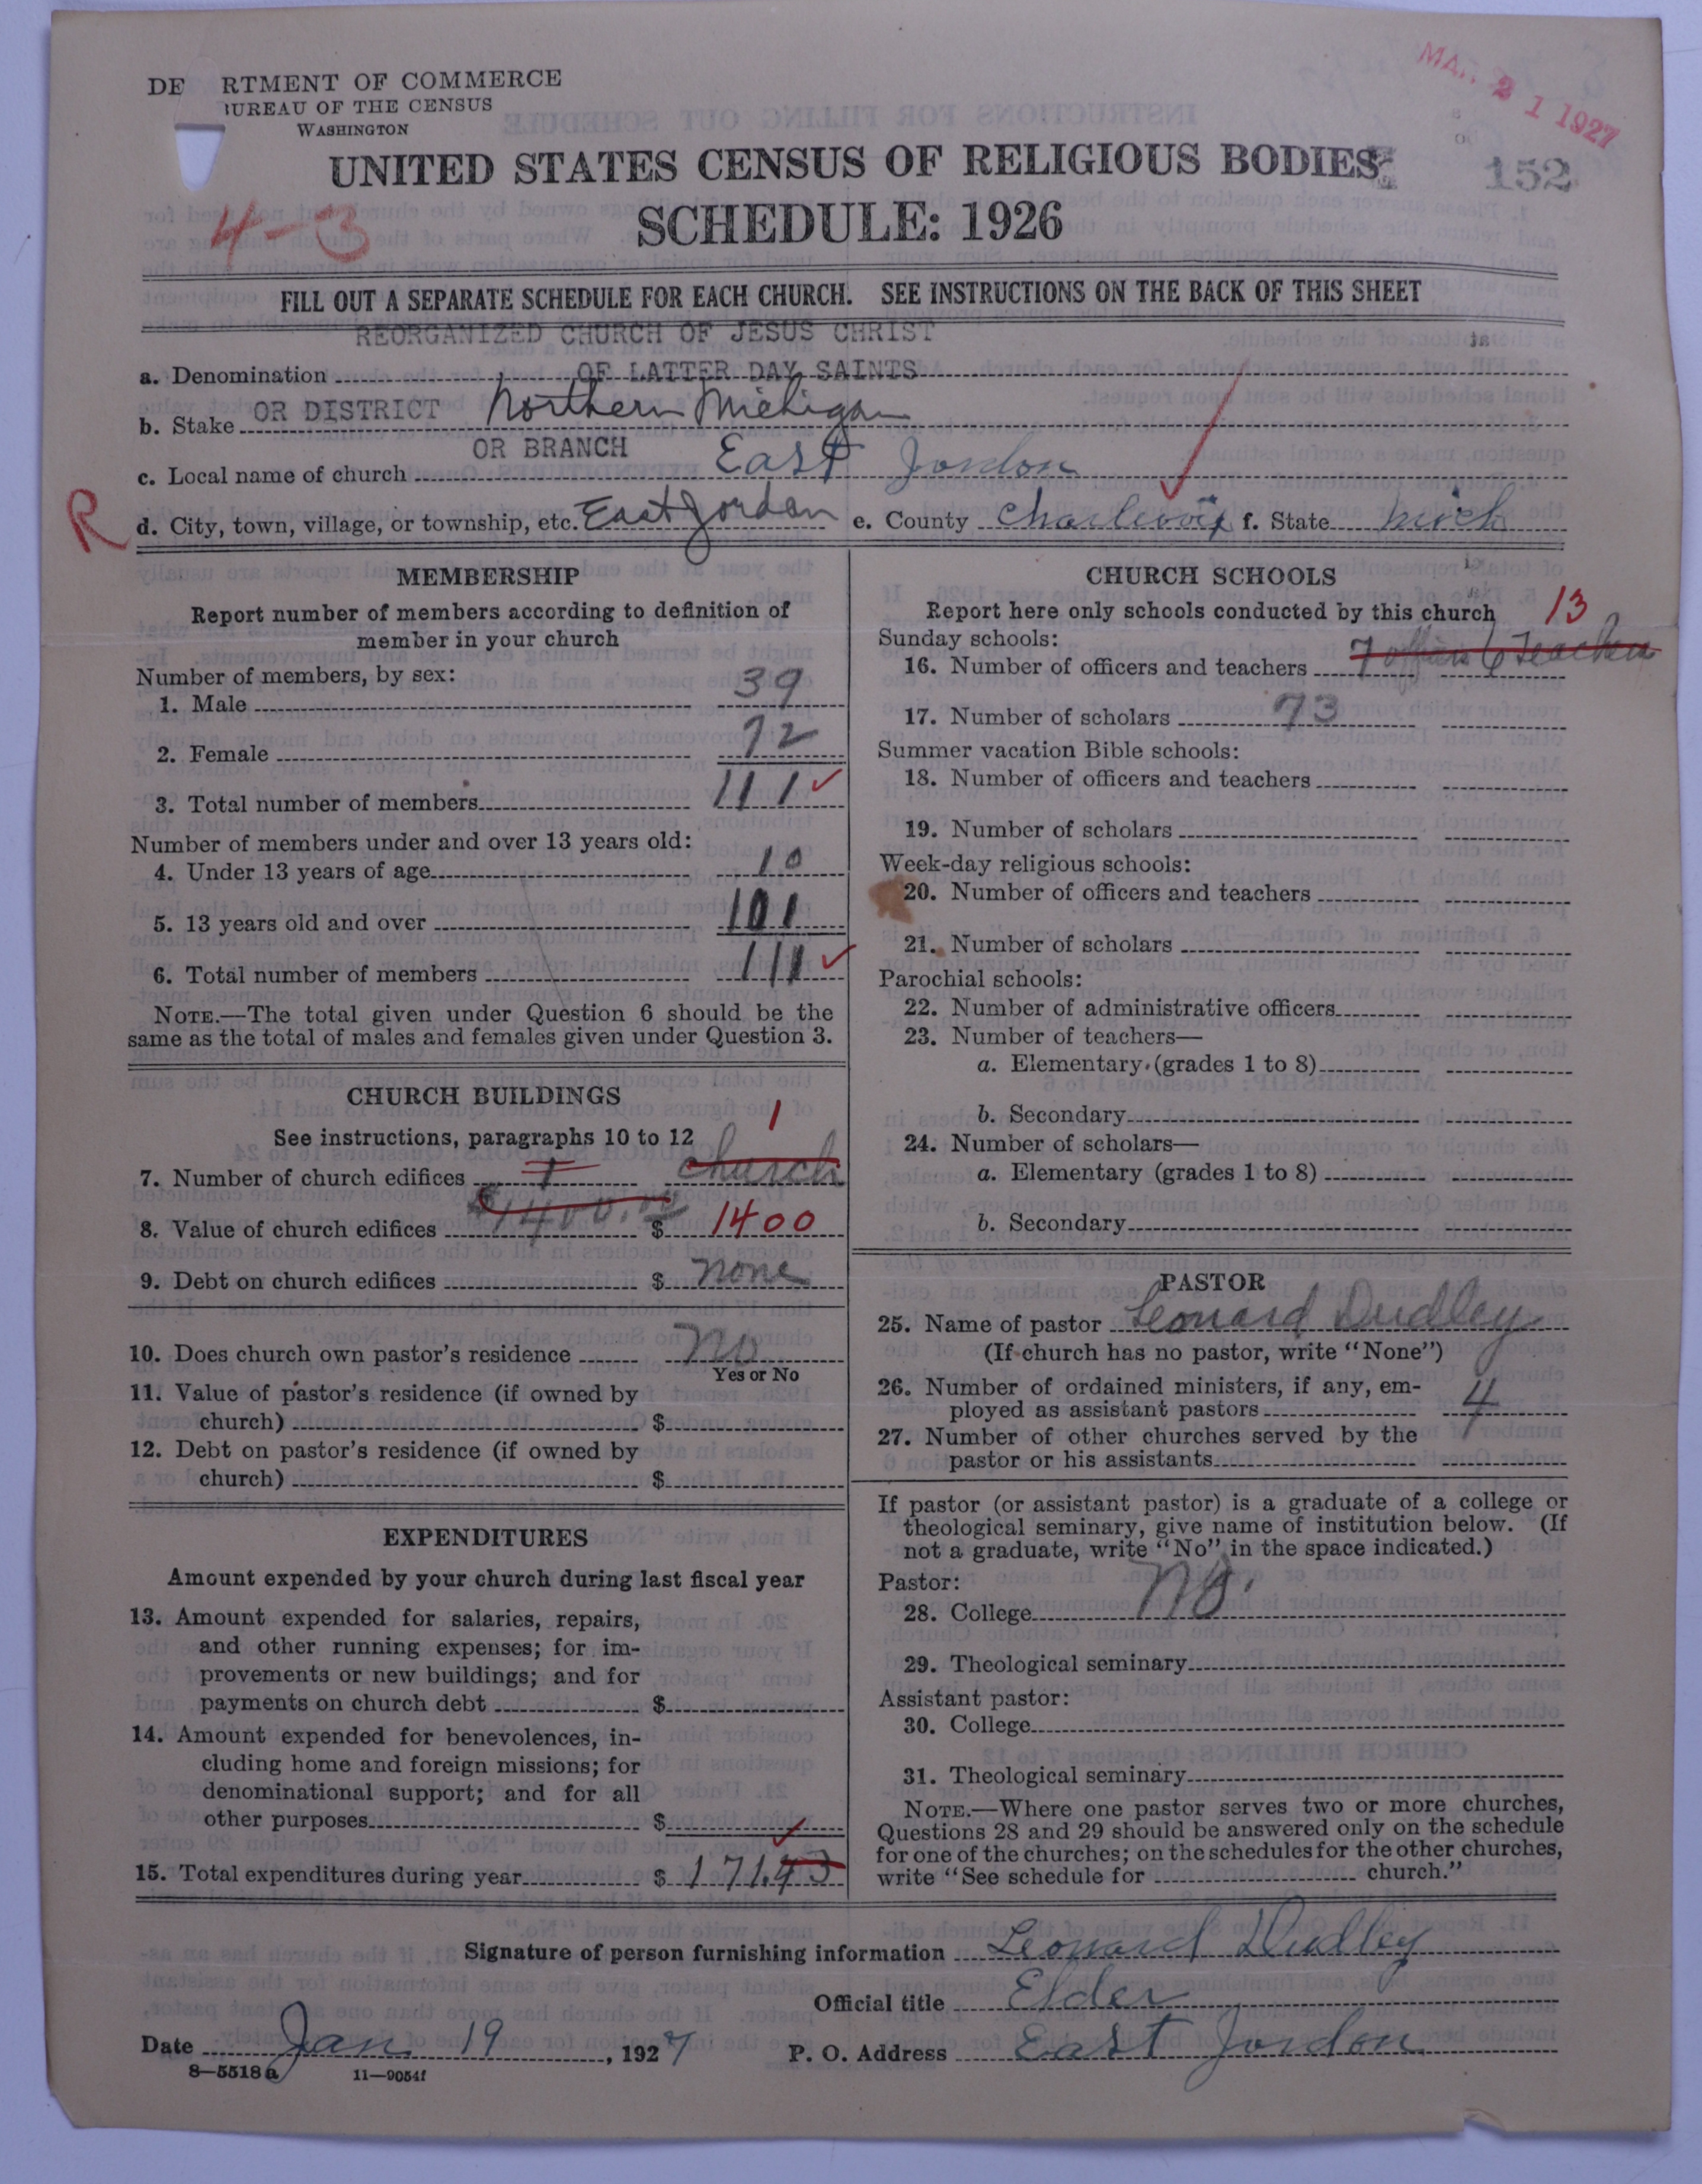 DE RTMENT OF COMMERCE
BUREAU OF THE CENSUS
WASHINGTON
MAR 21 1927
152
UNITED STATES CENSUS OF RELIGIOUS BODIES
4-3
SCHEDULE: 1926
FILL OUT A SEPARATE SCHEDULE FOR EACH CHURCH. SEE INSTRUCTIONS ON THE BACK OF THIS SHEET
REORGANIZED CHURCH OF JESUS CHRIST
a. Denomination OF LATTER DAY SAINTS
b. Stake OR DISTRICT Northern Michigan
OR BRANCH
c. Local name of church East Jordon
R
d. City, town, village, or township, etc. East Jordan e. County Charlevoix f. State Mich
MEMBERSHIP
Report number of members according to definition of
member in your church
Number of members, by sex:
1. Male 39
2. Female 72
3. Total number of members 111 ✓
Number of members under and over 13 years old:
4. Under 13 years of age 10
5. 13 years old and over 101
6. Total number of members 111 ✓
NOTE.—The total given under Question 6 should be the
same as the total of males and females given under Question 3.
CHURCH BUILDINGS
See instructions, paragraphs 10 to 12
1
7. Number of church edifices 1 church
8. Value of church edifices $1400.00 $ 1400
9. Debt on church edifices $ none
10. Does church own pastor's residence No
Yes or No
11. Value of pastor's residence (if owned by
church) $
12. Debt on pastor's residence (if owned by
church) $
EXPENDITURES
Amount expended by your church during last fiscal year
13. Amount expended for salaries, repairs,
and other running expenses; for im-
provements or new buildings; and for
payments on church debt $
14. Amount expended for benevolences, in-
cluding home and foreign missions; for
denominational support; and for all
other purposes $
15. Total expenditures during year $ 171.43
CHURCH SCHOOLS
Report here only schools conducted by this church
13
Sunday schools:
16. Number of officers and teachers 7 officers 6 Teachers
17. Number of scholars 73
Summer vacation Bible schools:
18. Number of officers and teachers
19. Number of scholars
Week-day religious schools:
20. Number of officers and teachers
21. Number of scholars
Parochial schools:
22. Number of administrative officers
23. Number of teachers—
a. Elementary (grades 1 to 8)
b. Secondary
24. Number of scholars—
a. Elementary (grades 1 to 8)
b. Secondary
PASTOR
25. Name of pastor Leonard Dudley
(If church has no pastor, write "None")
26. Number of ordained ministers, if any, em-
ployed as assistant pastors 4
27. Number of other churches served by the
pastor or his assistants
If pastor (or assistant pastor) is a graduate of a college or
theological seminary, give name of institution below. (If
not a graduate, write "No" in the space indicated.)
Pastor:
28. College No.
29. Theological seminary
Assistant pastor:
30. College
31. Theological seminary
NOTE.—Where one pastor serves two or more churches,
Questions 28 and 29 should be answered only on the schedule
for one of the churches; on the schedules for the other churches,
write "See schedule for church."
Signature of person furnishing information Leonard Dudley
Official title Elder
Date Jan. 19, 1927 P. O. Address East Jordon
8—5518a 11—9054f